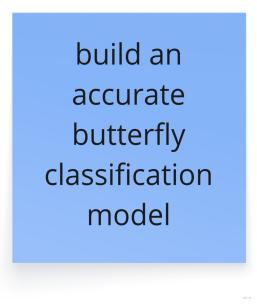 build an
accurate
butterfly
classification
model